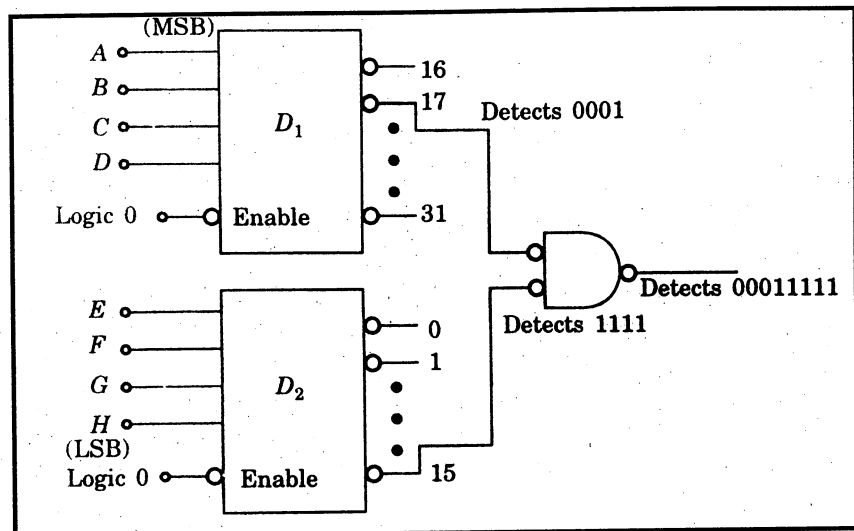 (MSB)
A
B
C
D
D1
16
17
Detects 0001
31
Logic 0
Enable
E
F
G
H
(LSB)
D2
0
1
Detects 1111
Detects 00011111
Logic 0
Enable
15